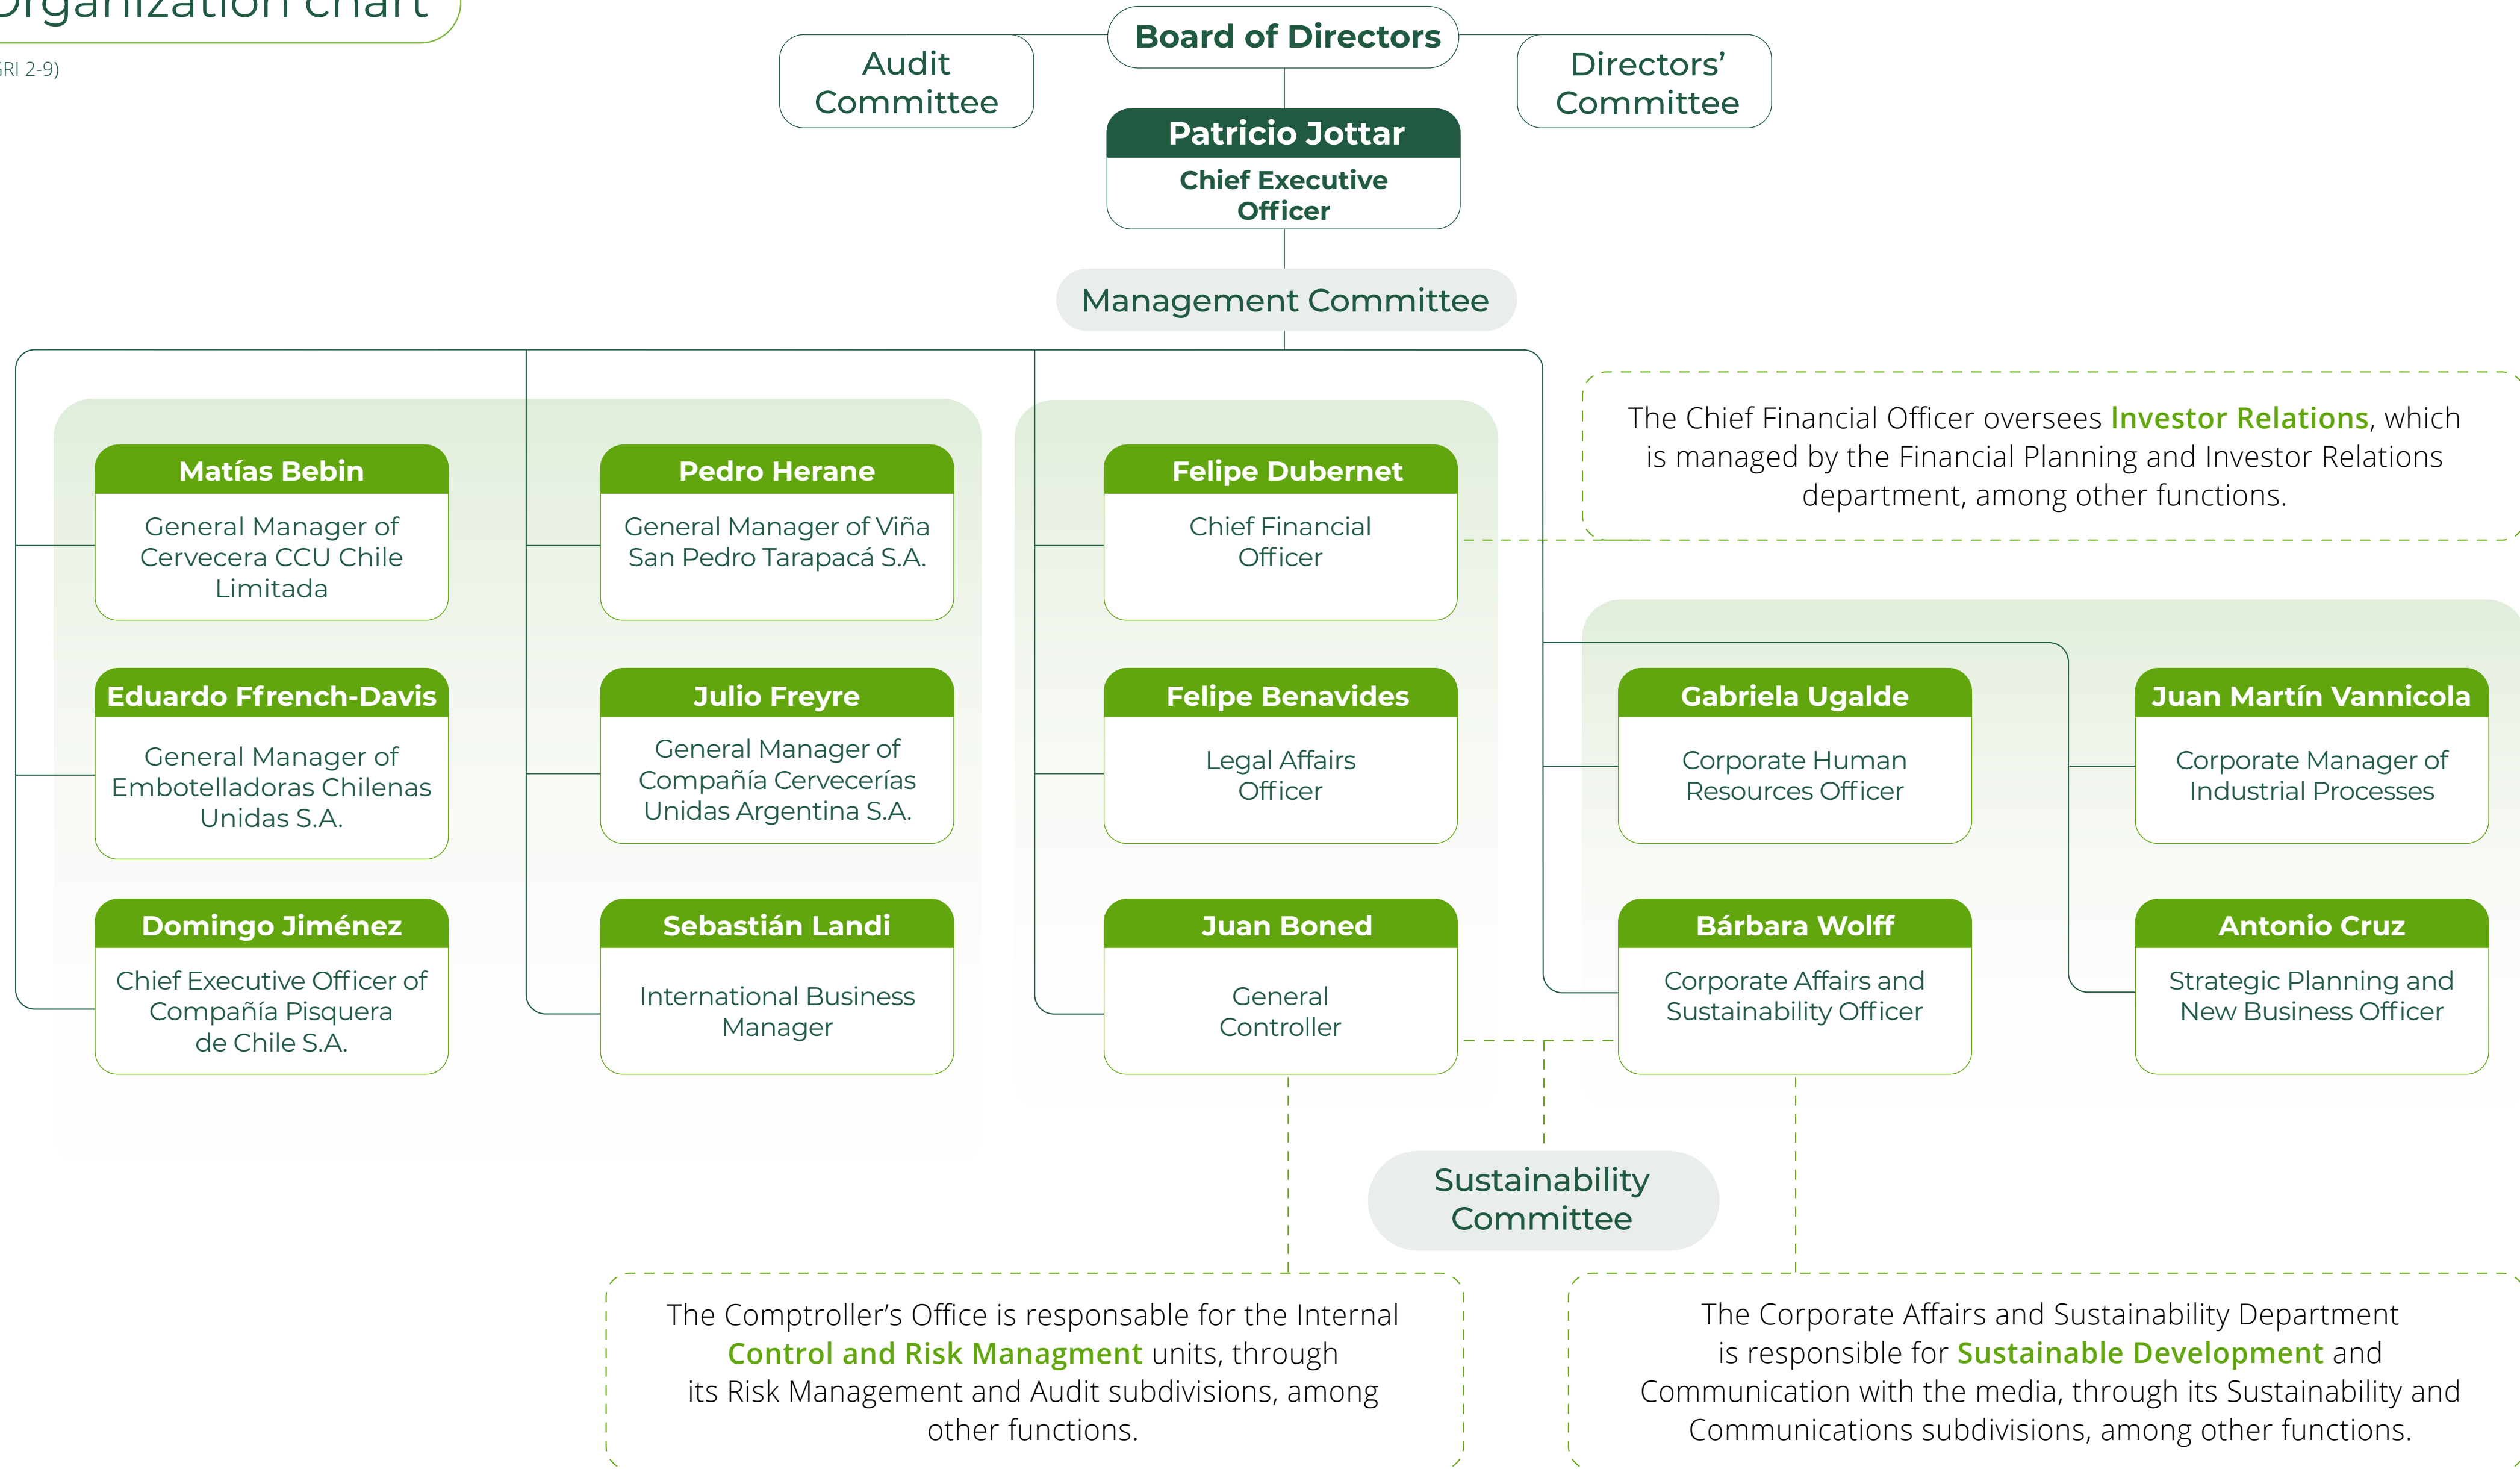 Organization chart
GRI 2-9)
Board of Directors
Audit
Committee
Directors’
Committee
Patricio Jottar
Chief Executive
Officer
Management Committee
The Chief Financial Officer oversees Investor Relations, which
is managed by the Financial Planning and Investor Relations
department, among other functions.
Matías Bebin
General Manager of
Cervecera CCU Chile
Limitada
Pedro Herane
General Manager of Viña
San Pedro Tarapacá S.A.
Felipe Dubernet
Chief Financial
Officer
Eduardo Ffrench-Davis
General Manager of
Embotelladoras Chilenas
Unidas S.A.
Julio Freyre
General Manager of
Compañía Cervecerías
Unidas Argentina S.A.
Felipe Benavides
Legal Affairs
Officer
Gabriela Ugalde
Corporate Human
Resources Officer
Juan Martín Vannicola
Corporate Manager of
Industrial Processes
Domingo Jiménez
Chief Executive Officer of
Compañía Pisquera
de Chile S.A.
Sebastián Landi
International Business
Manager
Juan Boned
General
Controller
Bárbara Wolff
Corporate Affairs and
Sustainability Officer
Antonio Cruz
Strategic Planning and
New Business Officer
Sustainability
Committee
The Comptroller’s Office is responsable for the Internal
Control and Risk Managment units, through
its Risk Management and Audit subdivisions, among
other functions.
The Corporate Affairs and Sustainability Department
is responsible for Sustainable Development and
Communication with the media, through its Sustainability and
Communications subdivisions, among other functions.